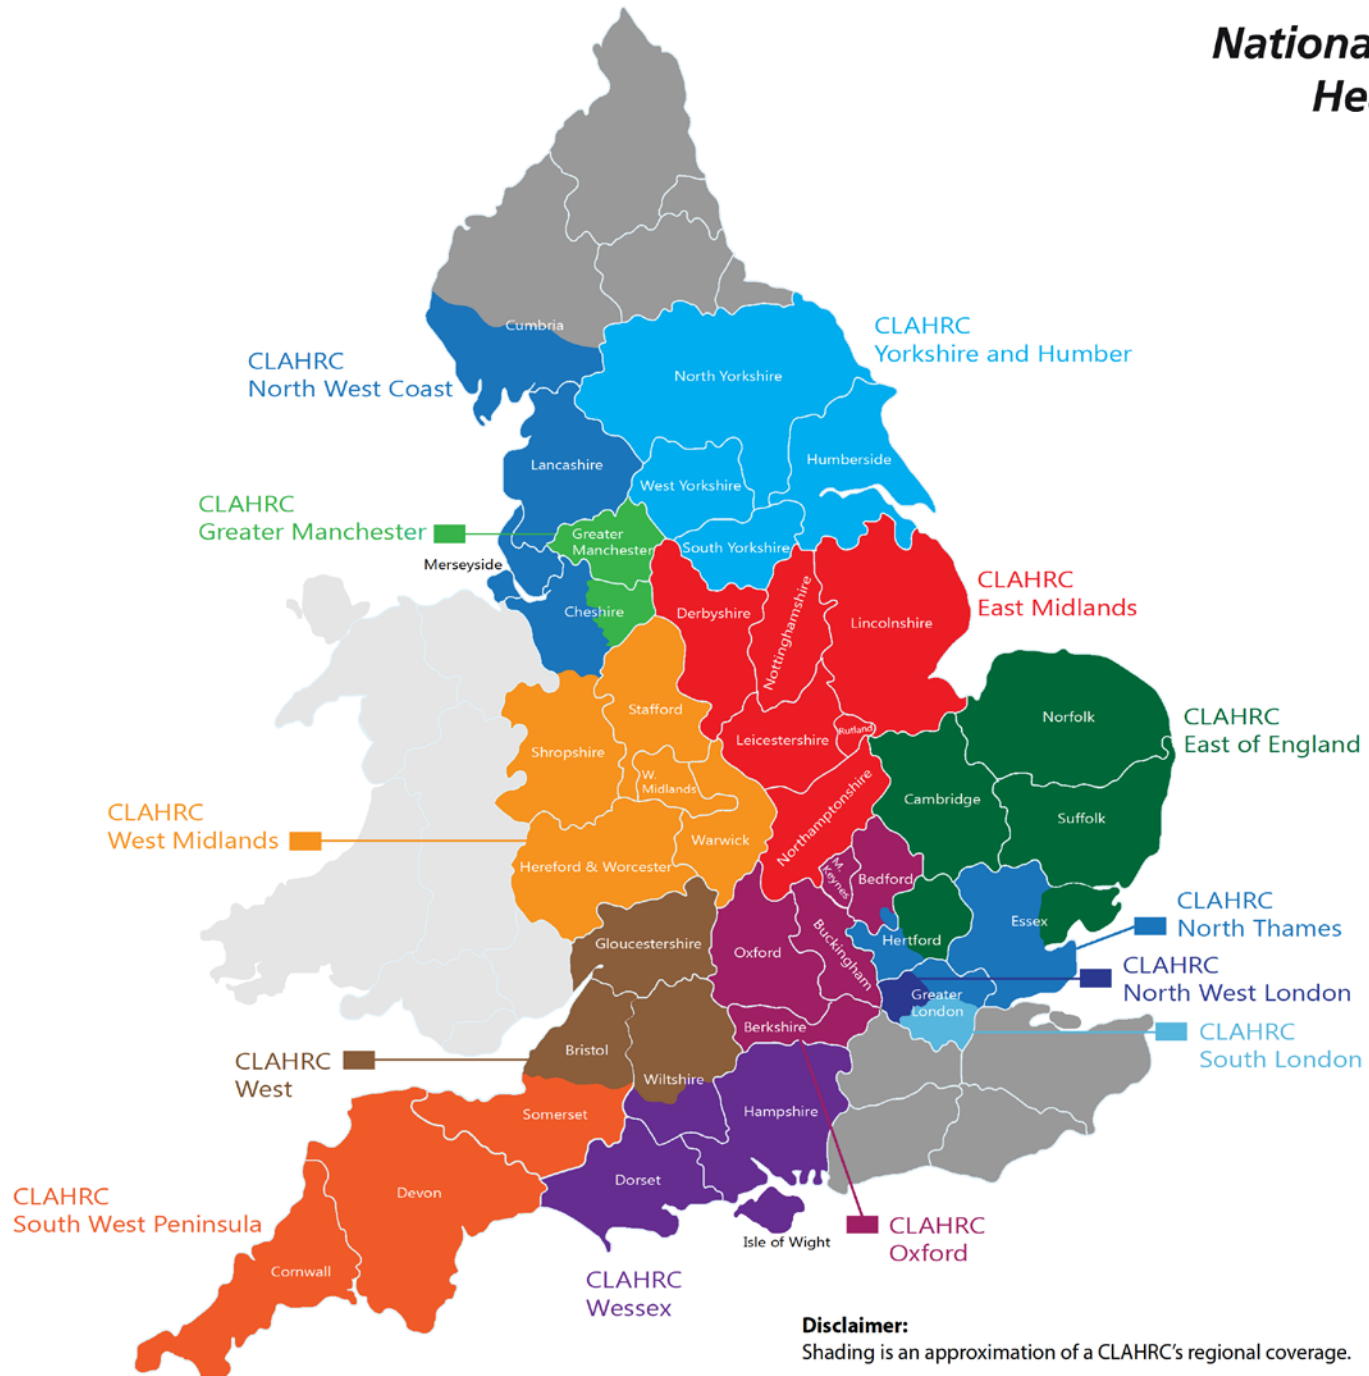 Nationa
He
Cumbria
CLAHRC
Yorkshire and Humber
CLAHRC
North West Coast
North Yorkshire
Lancashire
Humberside
West Yorkshire
CLAHRC
Greater Manchester
Greater
Manchester
South Yorkshire
Merseyside
CLAHRC
East Midlands
Cheshire
Derbyshire
Nottinghamshire
Lincolnshire
Stafford
Norfolk
CLAHRC
East of England
Shropshire
Leicestershire
Rutland
W.
Midlands
Northamptonshire
Cambridge
Suffolk
CLAHRC
West Midlands
Warwick
Hereford & Worcester
M.
Keynes
Bedford
CLAHRC
North Thames
Essex
Gloucestershire
Oxford
Buckingham
Hertford
CLAHRC
North West London
Greater
London
Berkshire
CLAHRC
South London
CLAHRC
West
Bristol
Wiltshire
Somerset
Hampshire
Devon
Dorset
CLAHRC
South West Peninsula
Isle of Wight
CLAHRC
Oxford
Cornwall
CLAHRC
Wessex
Disclaimer:
Shading is an approximation of a CLAHRC's regional coverage.